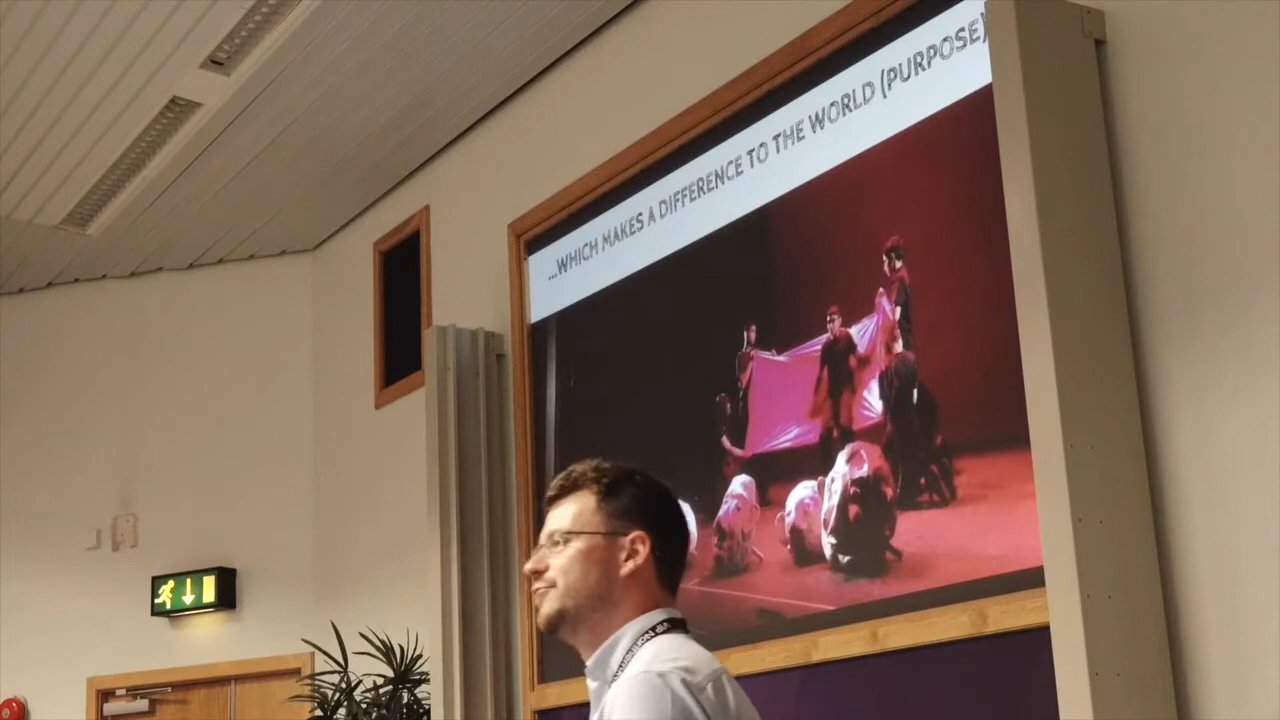 ...WHICH MAKES A DIFFERENCE TO THE WORLD (PURPOSE)